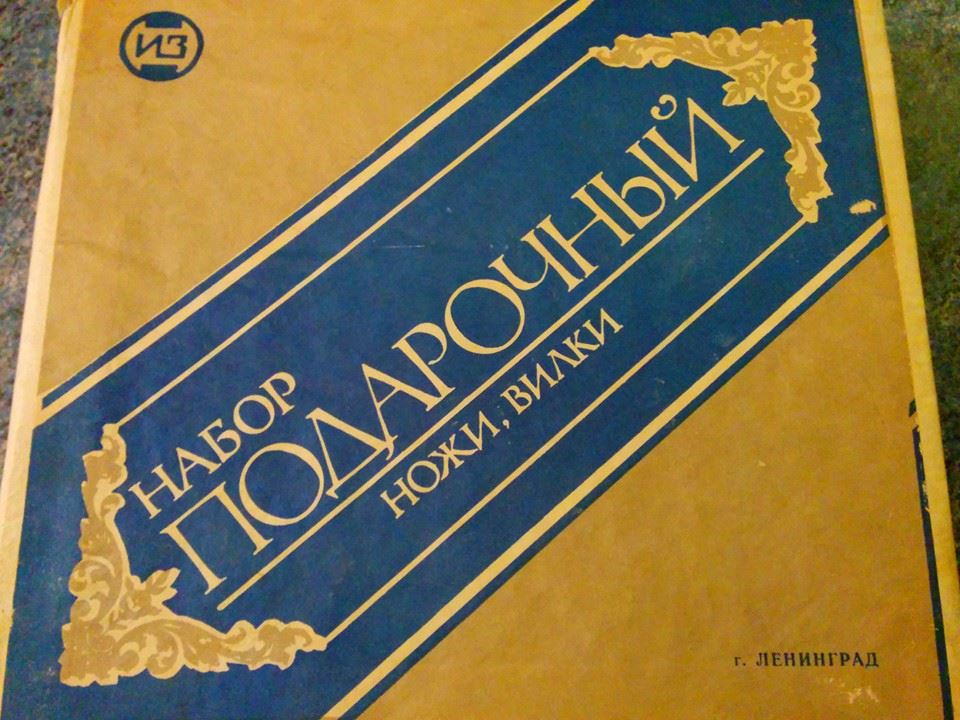 ИЗ
НАБОР
ПОДАРОЧНЫЙ
НОЖИ, ВИЛКИ
г. ЛЕНИНГРАД